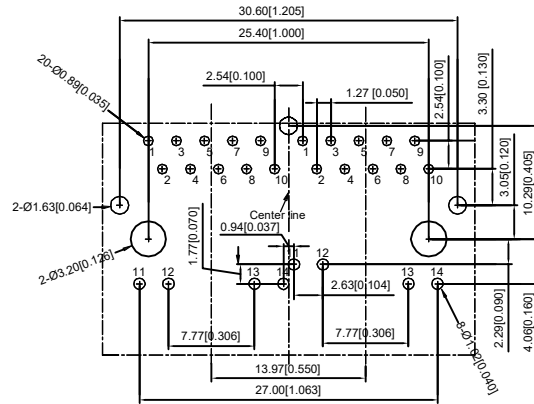 30.60[1.205]
25.40[1.000]
2.54[0.100]
1.27 [0.050]
2.54[0.100]
3.30 [0.130]
20-Ø0.89[0.035]
1 3 5 7 9 1 3 5 7 9
2 4 6 8 10 2 4 6 8 10
3.05[0.120]
10.29[0.405]
2-Ø1.63[0.064]
Center line
0.94[0.037]
1.77[0.070]
2-Ø3.20[0.126]
11 12 13 14 11 12 13 14
2.63[0.104]
7.77[0.306]
7.77[0.306]
2.29[0.090]
4.06[0.160]
8-Ø1.02[0.040]
13.97[0.550]
27.00[1.063]